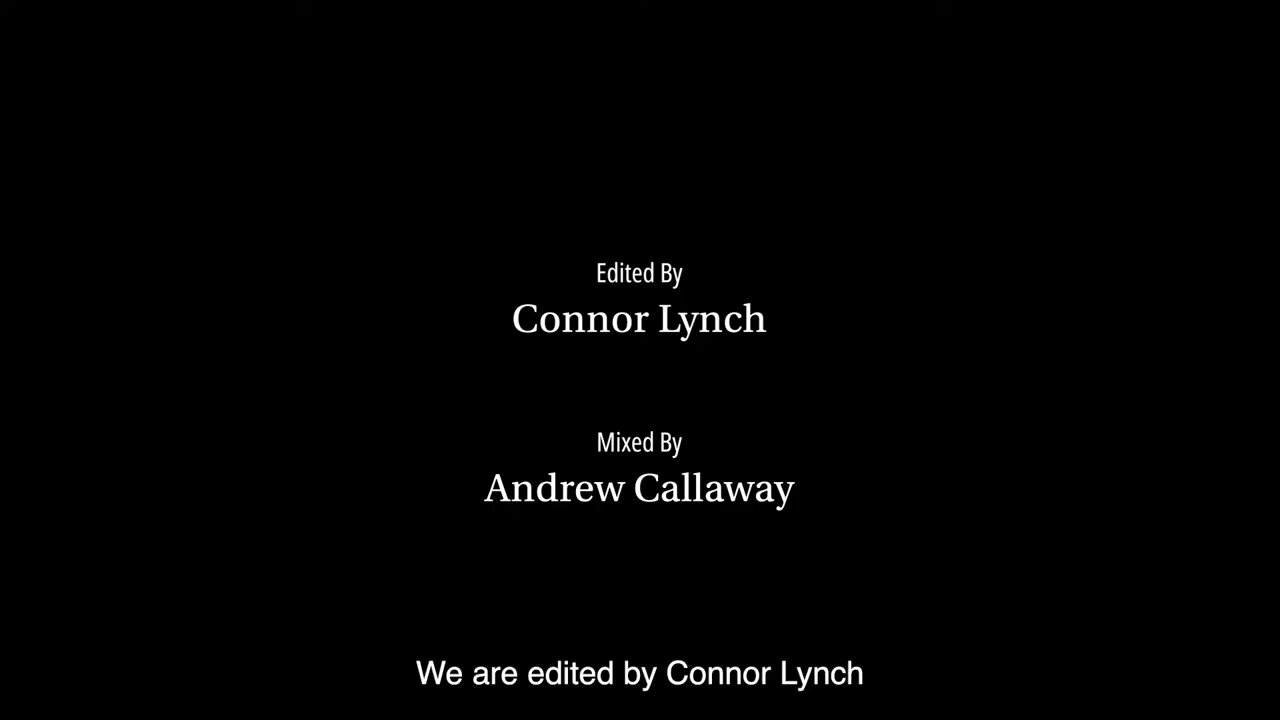 Edited By
Connor Lynch
Mixed By
Andrew Callaway
We are edited by Connor Lynch